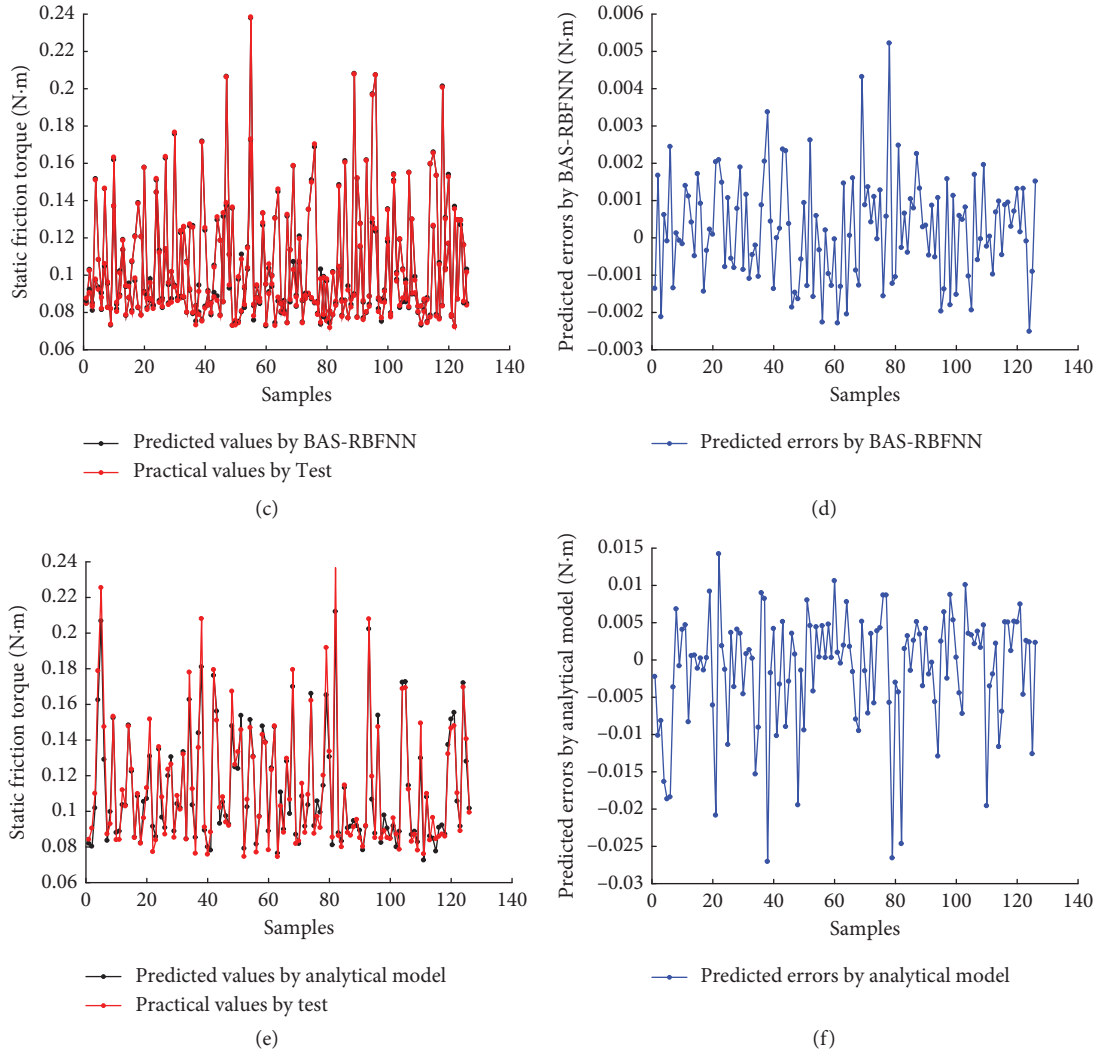 0.24
0.22
0.2
0.18
0.16
0.14
0.12
0.1
0.08
0.06
Static friction torque (N·m)
0 20 40 60 80 100 120 140
Samples
Predicted values by BAS-RBFNN
Practical values by Test
(c)
0.006
0.005
0.004
0.003
0.002
0.001
0
−0.001
−0.002
−0.003
Predicted errors by BAS-RBFNN (N·m)
0 20 40 60 80 100 120 140
Samples
Predicted errors by BAS-RBFNN
(d)
0.24
0.22
0.2
0.18
0.16
0.14
0.12
0.1
0.08
0.06
Static friction torque (N·m)
0 20 40 60 80 100 120 140
Samples
Predicted values by analytical model
Practical values by test
(e)
0.015
0.01
0.005
0
−0.005
−0.01
−0.015
−0.02
−0.025
−0.03
Predicted errors by analytical model (N·m)
0 20 40 60 80 100 120 140
Samples
Predicted errors by analytical model
(f)